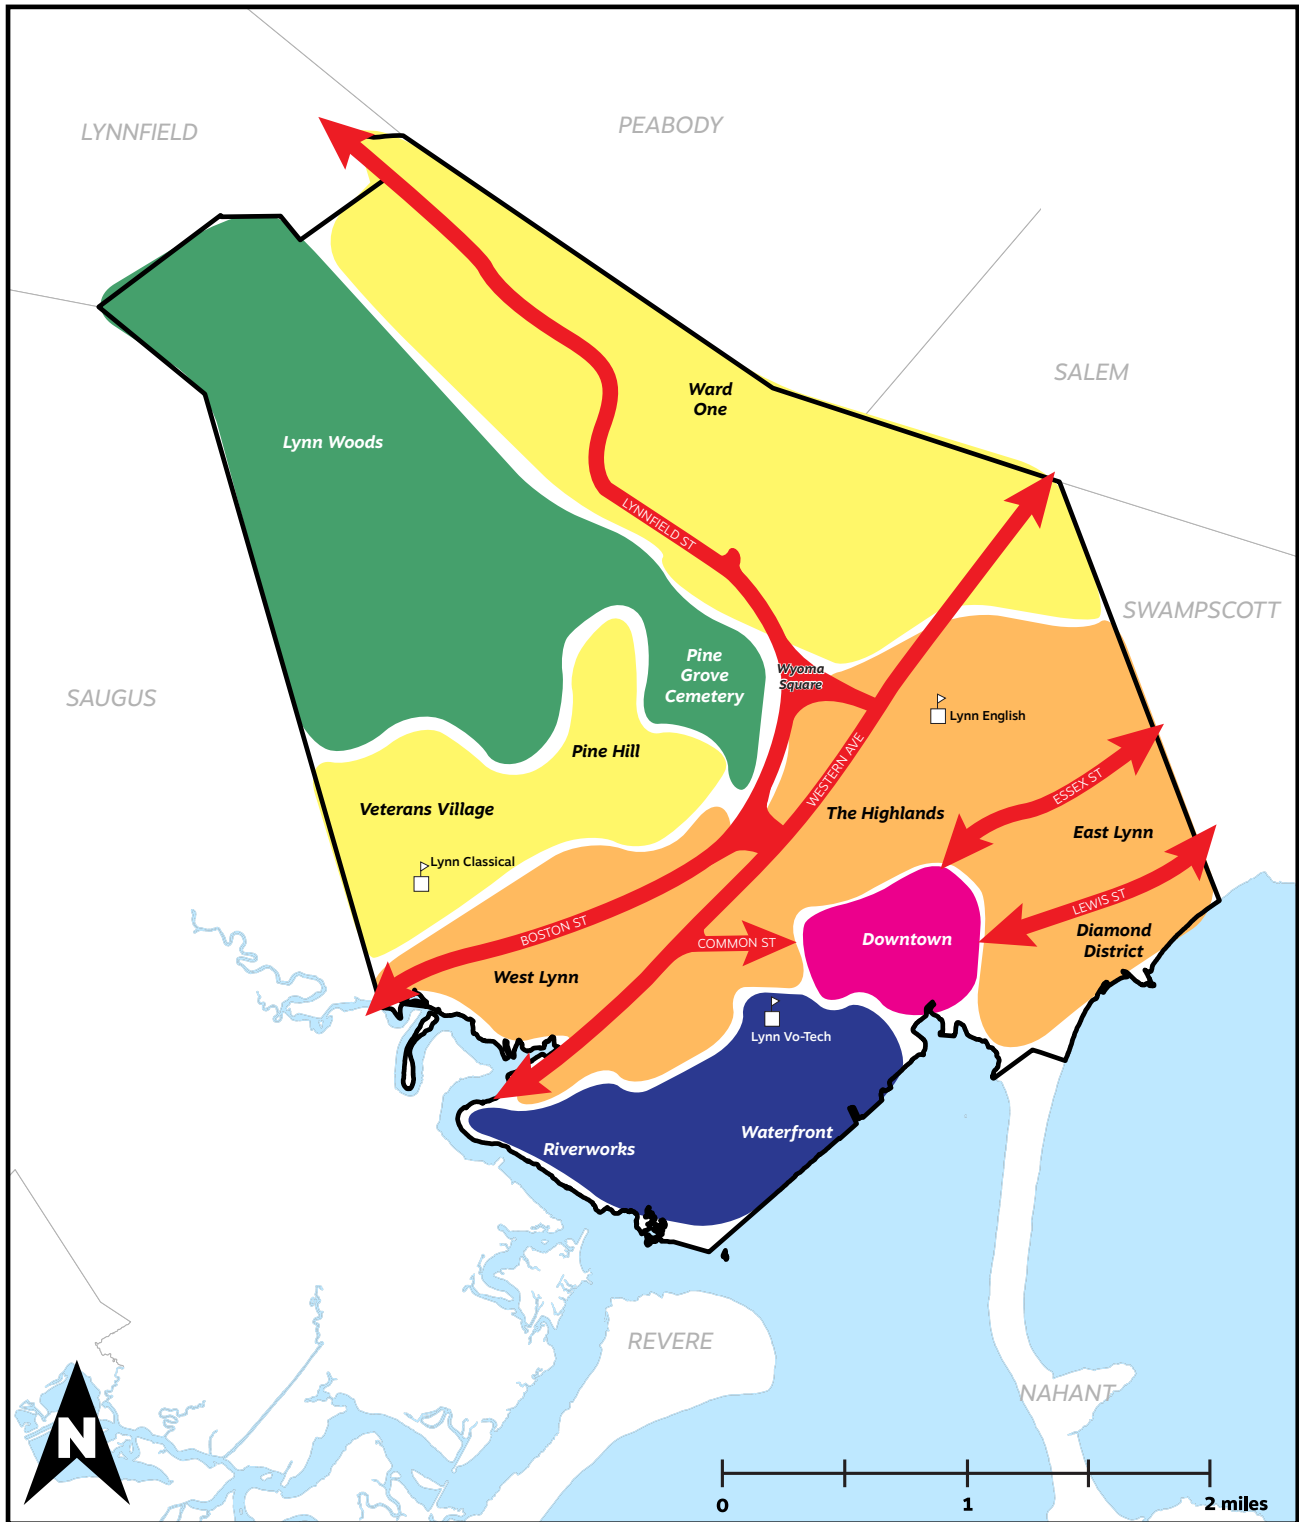 PEABODY
LYNNFIELD
SALEM
Ward
One
Lynn Woods
LYNNFIELD ST
SWAMPSCOTT
Pine
Grove
Cemetery
Wyoma
Square
SAUGUS
Lynn English
Pine Hill
WESTERN AVE
ESSEX ST
Veterans Village
The Highlands
East Lynn
Lynn Classical
LEWIS ST
BOSTON ST
COMMON ST
Downtown
Diamond
District
West Lynn
Lynn Vo-Tech
Waterfront
Riverworks
REVERE
NAHANT
N
0
1
2 miles